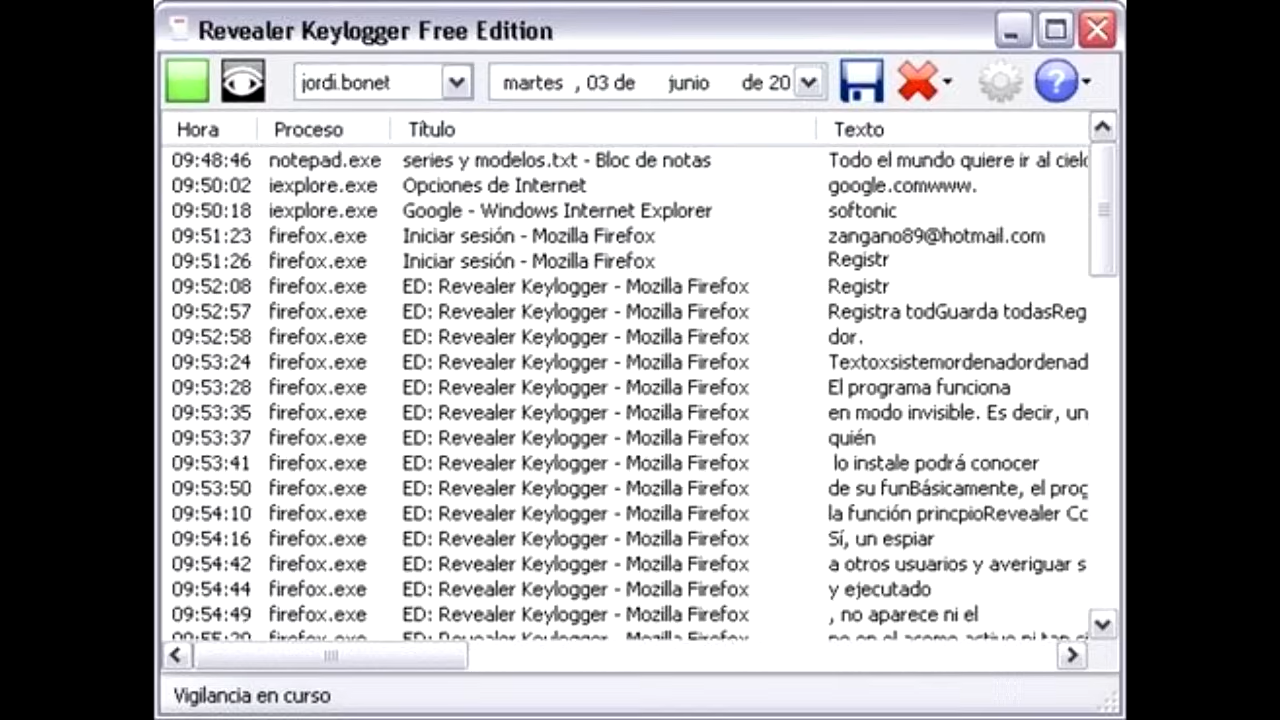 Revealer Keylogger Free Edition
jordi.bonet martes , 03 de junio de 20
Hora Proceso Título Texto
09:48:46 notepad.exe series y modelos.txt - Bloc de notas Todo el mundo quiere ir al cielo
09:50:02 iexplore.exe Opciones de Internet google.comwww.
09:50:18 iexplore.exe Google - Windows Internet Explorer softonic
09:51:23 firefox.exe Iniciar sesión - Mozilla Firefox zangano89@hotmail.com
09:51:26 firefox.exe Iniciar sesión - Mozilla Firefox Registr
09:52:08 firefox.exe ED: Revealer Keylogger - Mozilla Firefox Registr
09:52:57 firefox.exe ED: Revealer Keylogger - Mozilla Firefox Registra todGuarda todasReg
09:52:58 firefox.exe ED: Revealer Keylogger - Mozilla Firefox dor.
09:53:24 firefox.exe ED: Revealer Keylogger - Mozilla Firefox Textoxsistemordenadordenad
09:53:28 firefox.exe ED: Revealer Keylogger - Mozilla Firefox El programa funciona
09:53:35 firefox.exe ED: Revealer Keylogger - Mozilla Firefox en modo invisible. Es decir, un
09:53:37 firefox.exe ED: Revealer Keylogger - Mozilla Firefox quién
09:53:41 firefox.exe ED: Revealer Keylogger - Mozilla Firefox lo instale podrá conocer
09:53:50 firefox.exe ED: Revealer Keylogger - Mozilla Firefox de su funBásicamente, el prog
09:54:10 firefox.exe ED: Revealer Keylogger - Mozilla Firefox la función princpioRevealer Cc
09:54:16 firefox.exe ED: Revealer Keylogger - Mozilla Firefox Sí, un espiar
09:54:42 firefox.exe ED: Revealer Keylogger - Mozilla Firefox a otros usuarios y averiguar s
09:54:44 firefox.exe ED: Revealer Keylogger - Mozilla Firefox y ejecutado
09:54:49 firefox.exe ED: Revealer Keylogger - Mozilla Firefox , no aparece ni el
firefox.exe ED: Revealer Keylogger - Mozilla Firefox
Vigilancia en curso